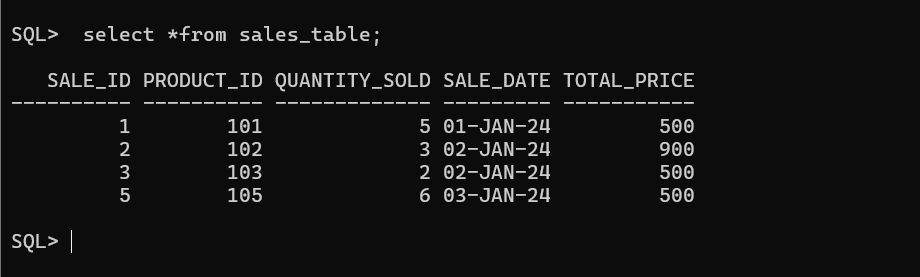 SQL>  select *from sales_table;
   SALE_ID PRODUCT_ID QUANTITY_SOLD SALE_DATE TOTAL_PRICE
---------- ---------- ------------- --------- -----------
         1        101             5 01-JAN-24         500
         2        102             3 02-JAN-24         900
         3        103             2 02-JAN-24         500
         5        105             6 03-JAN-24         500
SQL>